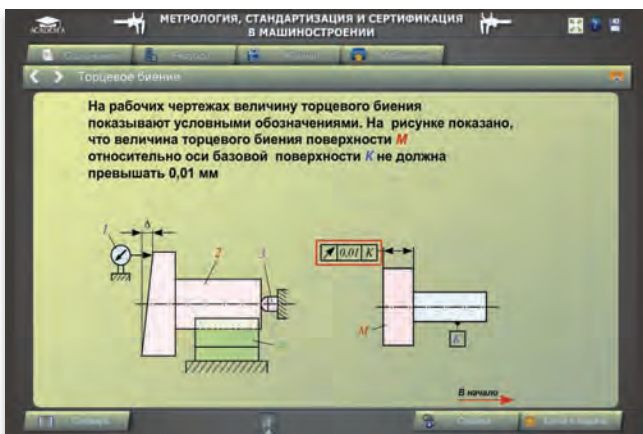 ACADEMA
МЕТРОЛОГИЯ, СТАНДАРТИЗАЦИЯ И СЕРТИФИКАЦИЯ
В МАШИНОСТРОЕНИИ
?
Торцевое биение
На рабочих чертежах величину торцевого биения
показывают условными обозначениями. На рисунке показано,
что величина торцевого биения поверхности М
относительно оси базовой поверхности К не должна
превышать 0,01 мм
δ
1
2
3
0,01 К
М
К
В начало